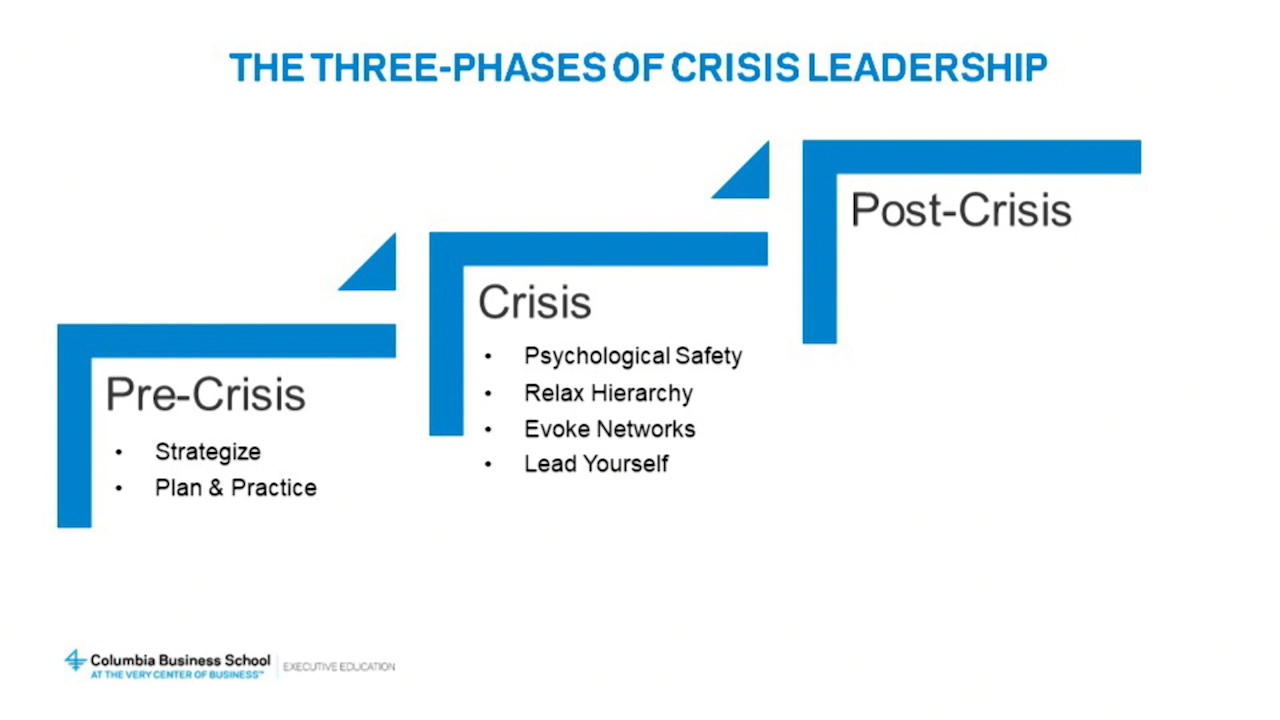 THE THREE-PHASES OF CRISIS LEADERSHIP
Pre-Crisis
• Strategize
• Plan & Practice
Crisis
• Psychological Safety
• Relax Hierarchy
• Evoke Networks
• Lead Yourself
Post-Crisis
Columbia Business School
AT THE VERY CENTER OF BUSINESS™
EXECUTIVE EDUCATION